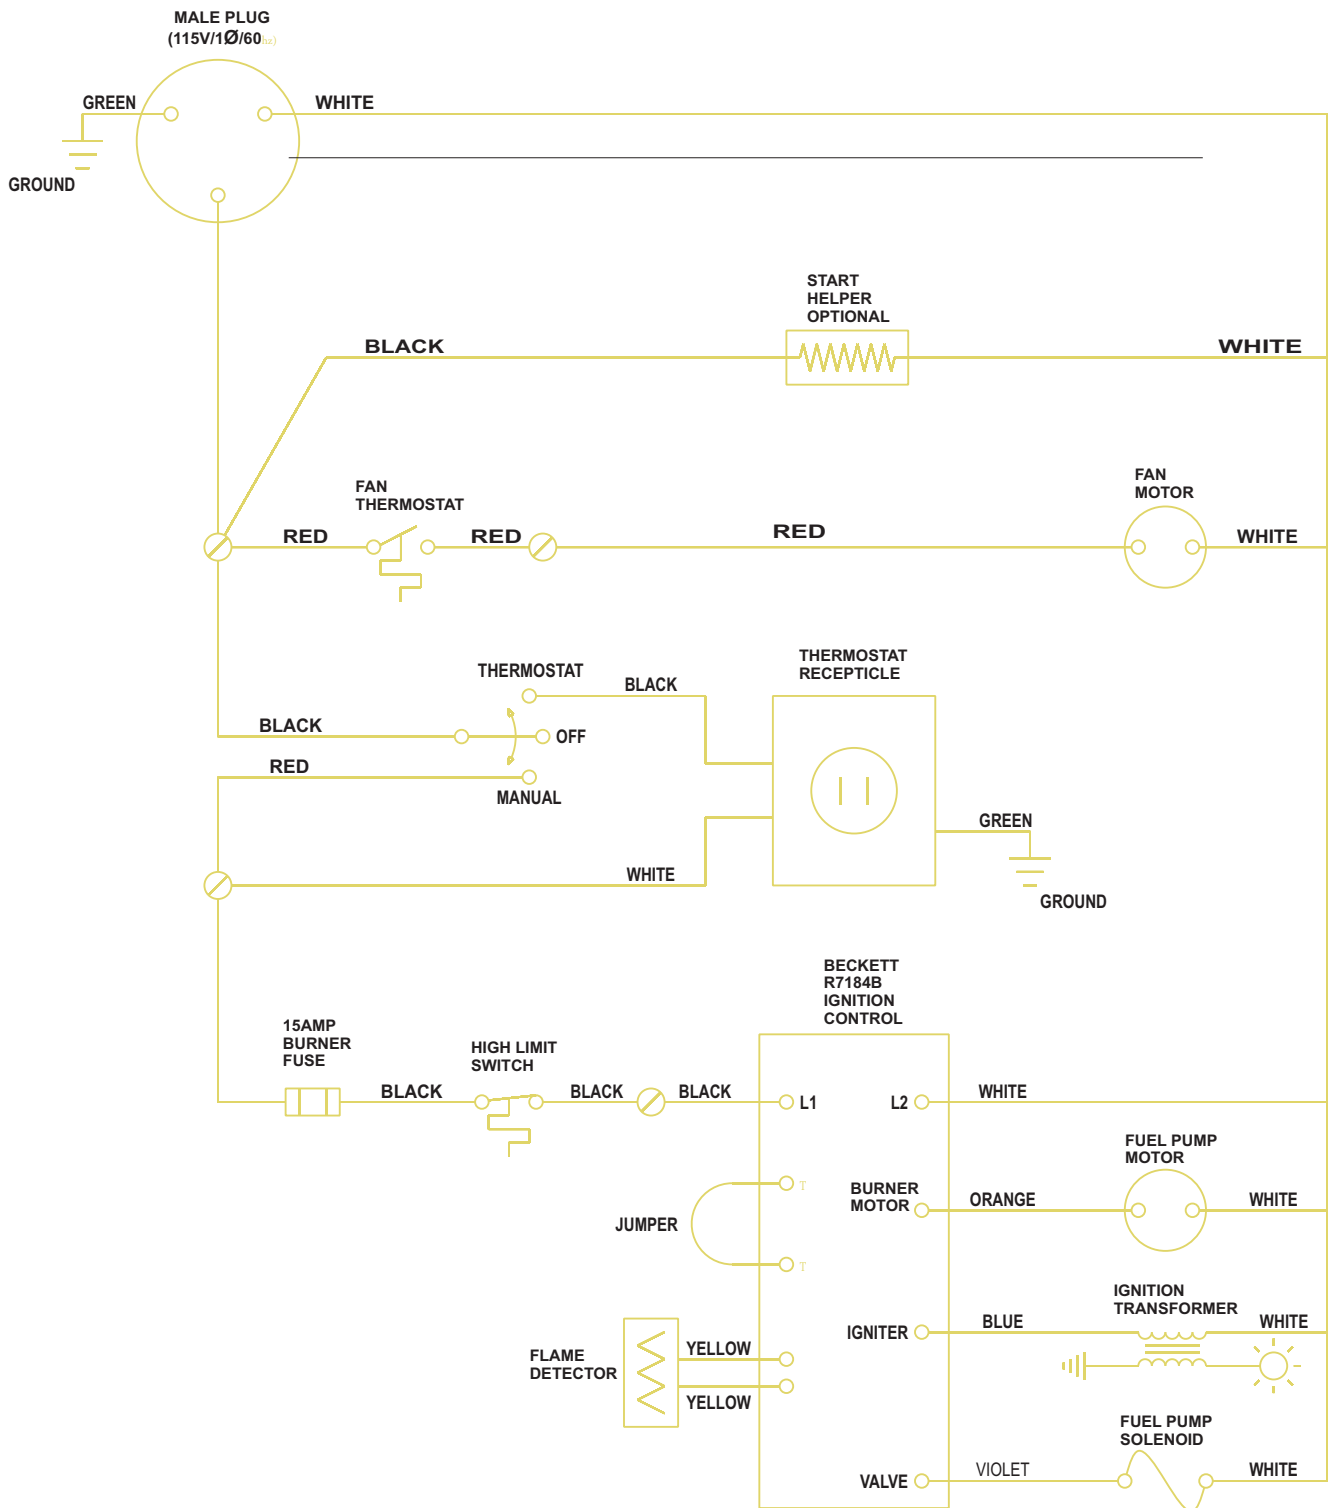 MALE PLUG
(115V/1Ø/60hz)
GREEN
WHITE
GROUND
START
HELPER
OPTIONAL
BLACK
WHITE
FAN
THERMOSTAT
FAN
MOTOR
RED
RED
RED
WHITE
THERMOSTAT
BLACK
THERMOSTAT
RECEPTICLE
BLACK
OFF
RED
MANUAL
GREEN
WHITE
GROUND
BECKETT
R7184B
IGNITION
CONTROL
15AMP
BURNER
FUSE
HIGH LIMIT
SWITCH
BLACK
BLACK
BLACK
L1
L2
WHITE
FUEL PUMP
MOTOR
T
BURNER
MOTOR
ORANGE
WHITE
JUMPER
T
IGNITION
TRANSFORMER
IGNITER
BLUE
WHITE
FLAME
DETECTOR
YELLOW
YELLOW
FUEL PUMP
SOLENOID
VALVE
VIOLET
WHITE